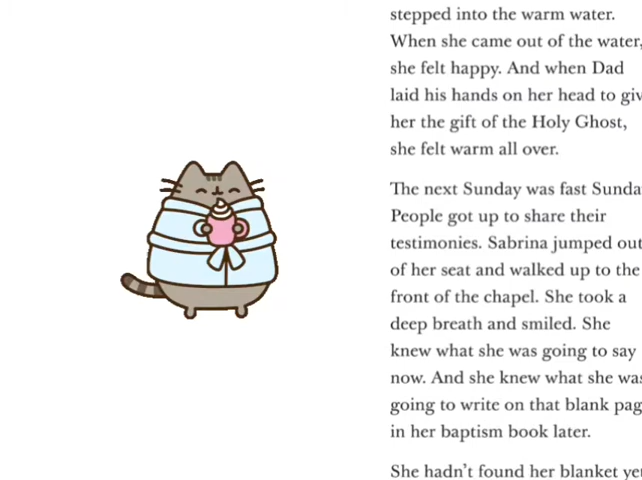 stepped into the warm water.
When she came out of the water,
she felt happy. And when Dad
laid his hands on her head to giv
her the gift of the Holy Ghost,
she felt warm all over.
The next Sunday was fast Sunda
People got up to share their
testimonies. Sabrina jumped out
of her seat and walked up to the
front of the chapel. She took a
deep breath and smiled. She
knew what she was going to say
now. And she knew what she was
going to write on that blank pag
in her baptism book later.
She hadn't found her blanket ye